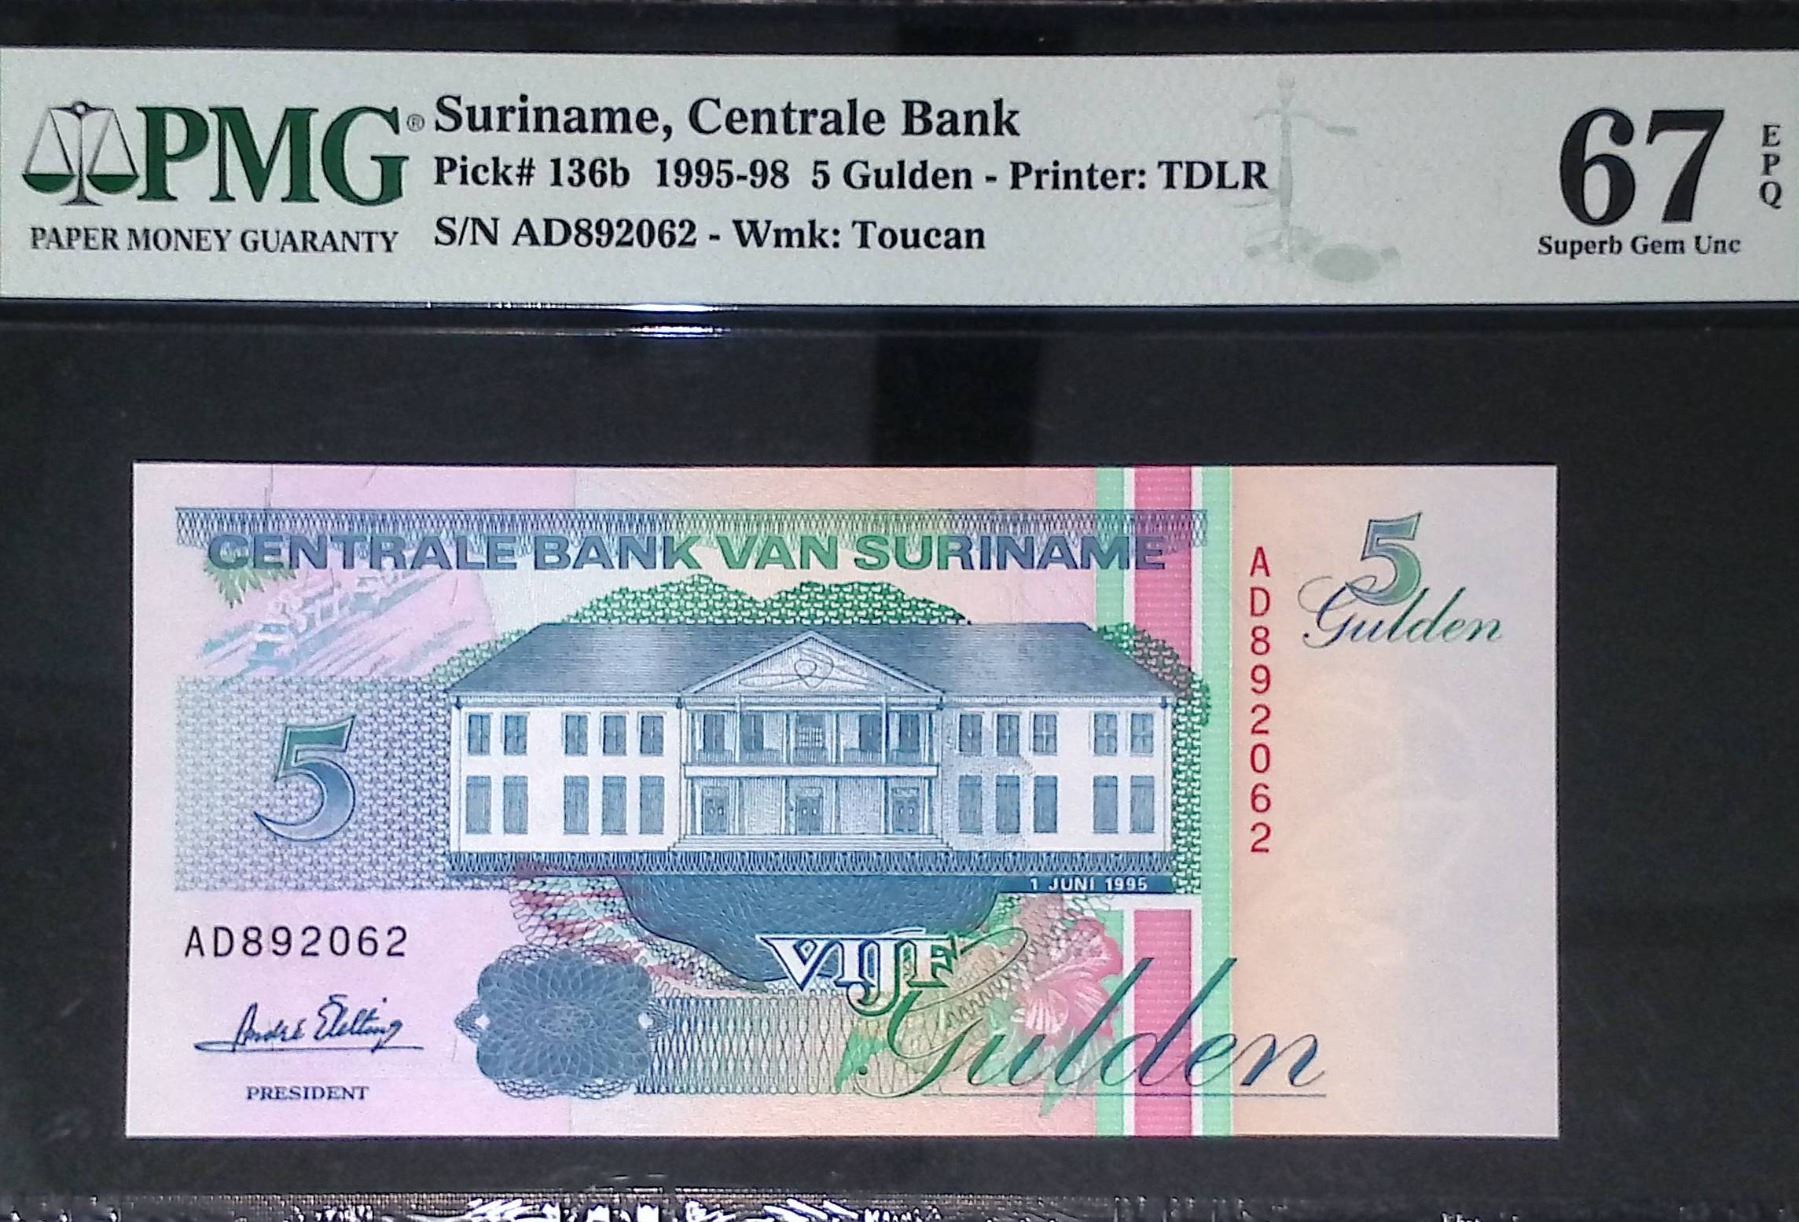 PMG®
PAPER MONEY GUARANTY
Suriname, Centrale Bank
Pick# 136b 1995-98 5 Gulden - Printer: TDLR
S/N AD892062 - Wmk: Toucan
67
EPQ
Superb Gem Unc
CENTRALE BANK VAN SURINAME
5
Gulden
AD892062
5
1 JUNI 1995
AD892062
VIJF
Gulden
André Telting
PRESIDENT